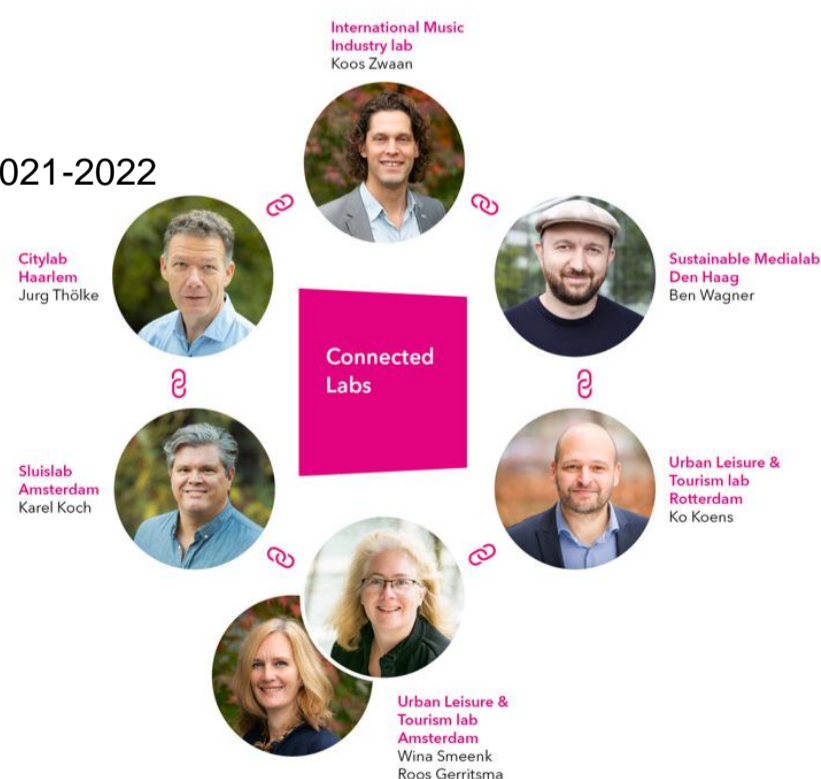 International Music
Industry lab
Koos Zwaan
021-2022
Citylab
Haarlem
Jurg Thölke
Sustainable Medialab
Den Haag
Ben Wagner
Connected
Labs
Sluislab
Amsterdam
Karel Koch
Urban Leisure &
Tourism lab
Rotterdam
Ko Koens
Urban Leisure &
Tourism lab
Amsterdam
Wina Smeenk
Roos Gerritsma